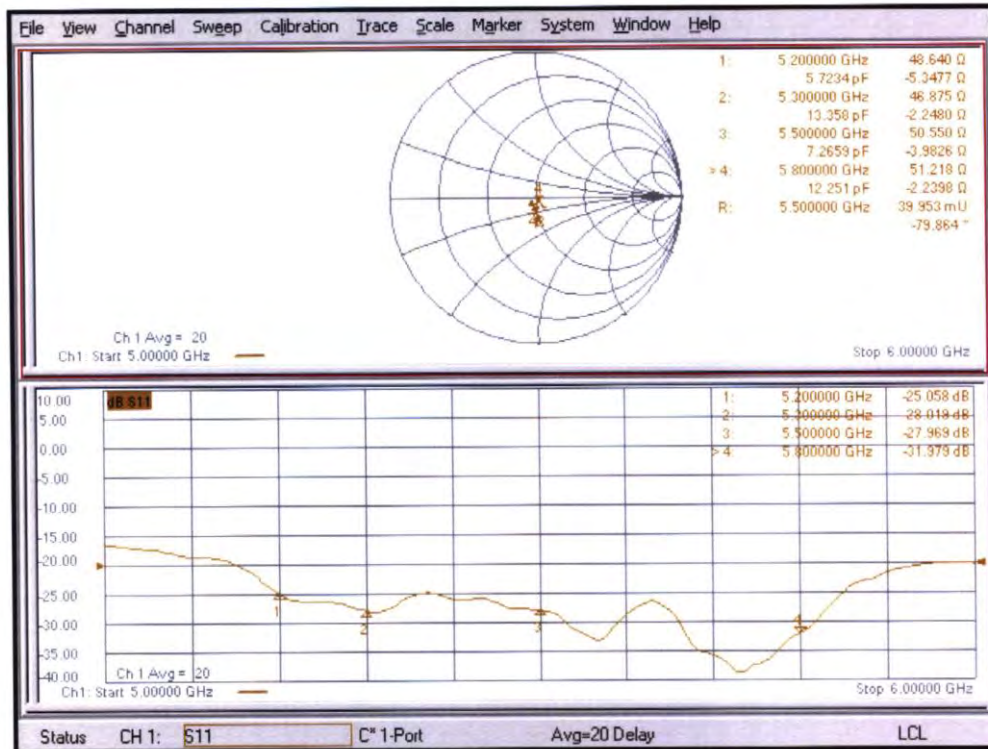 File View Channel Sweep Calibration Trace Scale Marker System Window Help
1: 5.200000 GHz 48.640 Ω
5.7234 pF -5.3477 Ω
2: 5.300000 GHz 46.875 Ω
13.358 pF -2.2480 Ω
3: 5.500000 GHz 50.550 Ω
7.2659 pF -3.9826 Ω
> 4: 5.800000 GHz 51.218 Ω
12.251 pF -2.2398 Ω
R: 5.500000 GHz 39.953 mU
-79.864 °
Ch 1 Avg = 20
Ch1: Start 5.00000 GHz Stop 6.00000 GHz
dB S11
10.00
5.00
0.00
-5.00
-10.00
-15.00
-20.00
-25.00
-30.00
-35.00
-40.00
1: 5.200000 GHz -25.058 dB
2: 5.300000 GHz -28.019 dB
3: 5.500000 GHz -27.969 dB
> 4: 5.800000 GHz -31.979 dB
1
2
3
4
Ch 1 Avg = 20
Ch1: Start 5.00000 GHz Stop 6.00000 GHz
Status CH 1: S11 C* 1-Port Avg=20 Delay LCL